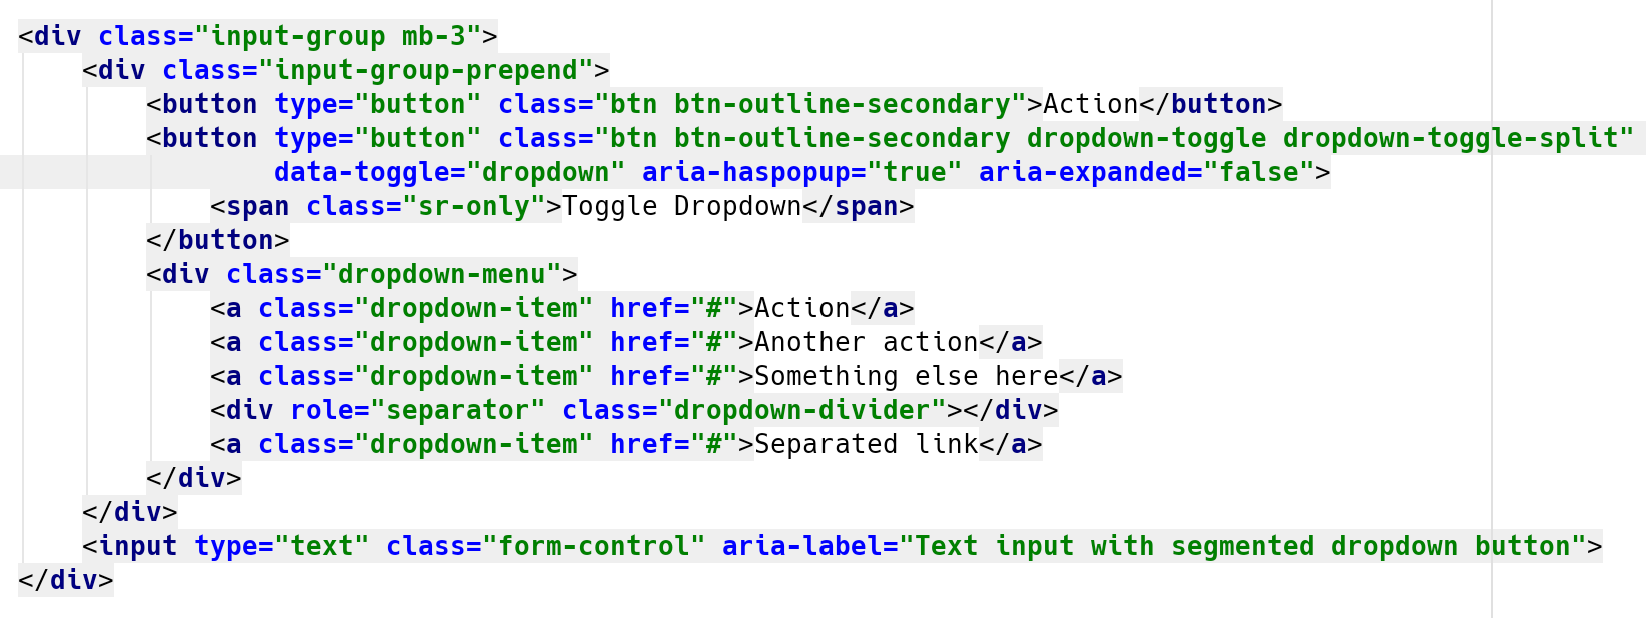 <div class="input-group mb-3">
    <div class="input-group-prepend">
        <button type="button" class="btn btn-outline-secondary">Action</button>
        <button type="button" class="btn btn-outline-secondary dropdown-toggle dropdown-toggle-split"
                data-toggle="dropdown" aria-haspopup="true" aria-expanded="false">
            <span class="sr-only">Toggle Dropdown</span>
        </button>
        <div class="dropdown-menu">
            <a class="dropdown-item" href="#">Action</a>
            <a class="dropdown-item" href="#">Another action</a>
            <a class="dropdown-item" href="#">Something else here</a>
            <div role="separator" class="dropdown-divider"></div>
            <a class="dropdown-item" href="#">Separated link</a>
        </div>
    </div>
    <input type="text" class="form-control" aria-label="Text input with segmented dropdown button">
</div>